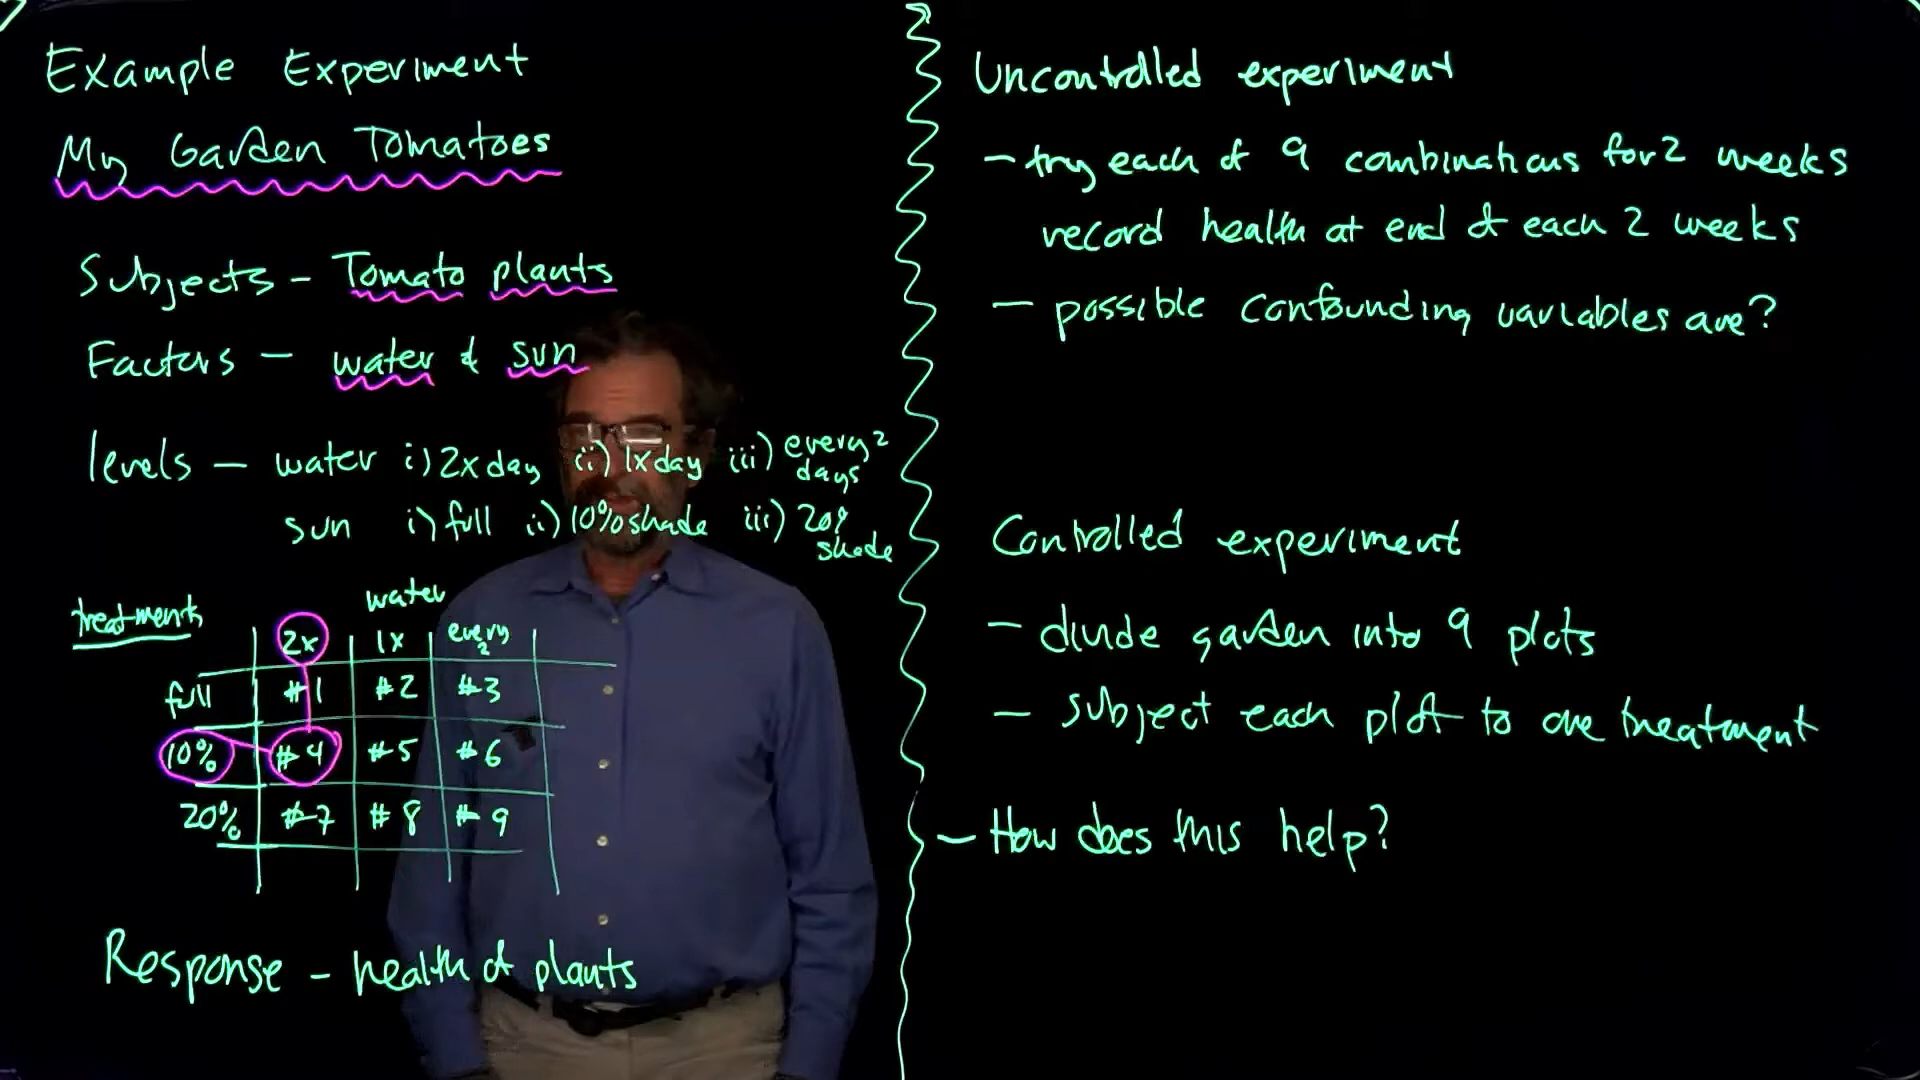 Example Experiment
My Garden Tomatoes
Subjects - Tomato plants
Factors - water & sun
levels - water i) 2x day ii) 1x day iii) every 2 days
sun i) full ii) 10% shade iii) 20% shade
treatments
water
2x 1x every 2
full #1 #2 #3
10% #4 #5 #6
20% #7 #8 #9
Response - health of plants
Uncontrolled experiment
- try each of 9 combinations for 2 weeks
record health at end of each 2 weeks
- possible confounding variables are?
Controlled experiment
- divide garden into 9 plots
- subject each plot to one treatment
- How does this help?